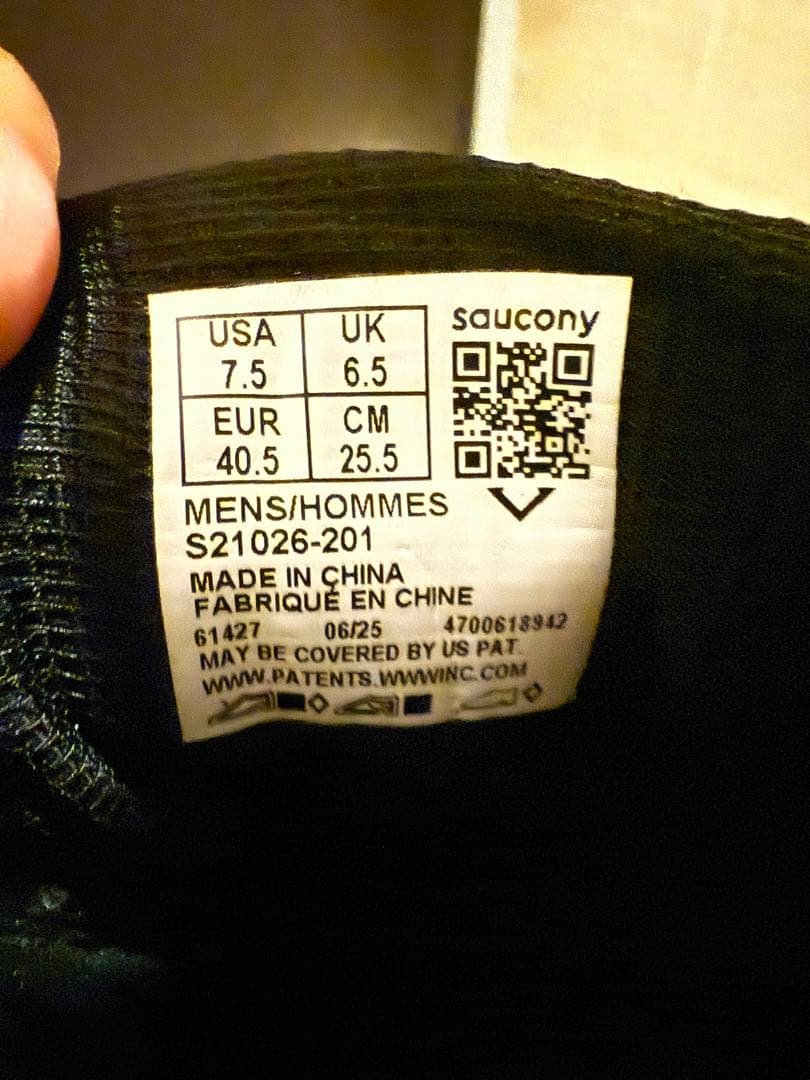 USA UK
7.5 6.5
EUR CM
40.5 25.5
saucony
MENS/HOMMES
S21026-201
MADE IN CHINA
FABRIQUÉ EN CHINE
61427 06/25 4700618942
MAY BE COVERED BY US PAT.
WWW.PATENTS.WWWINC.COM